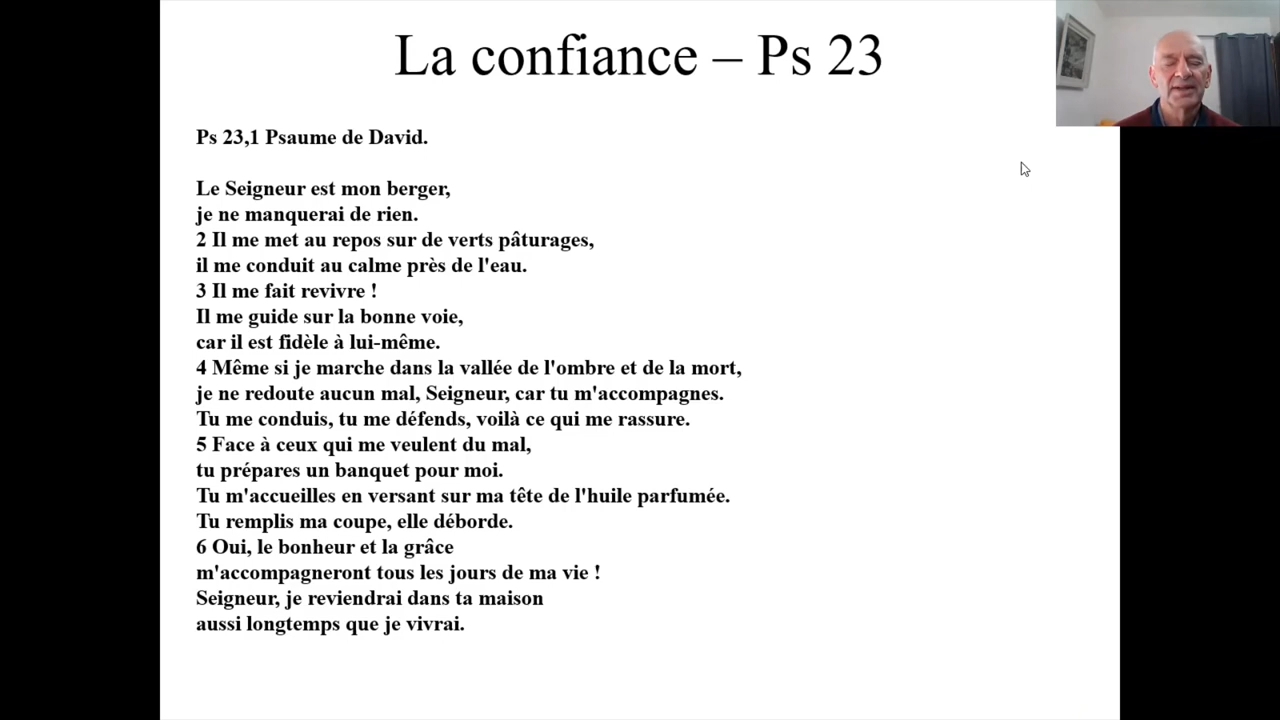 La confiance – Ps 23
Ps 23,1 Psaume de David.
Le Seigneur est mon berger,
je ne manquerai de rien.
2 Il me met au repos sur de verts pâturages,
il me conduit au calme près de l'eau.
3 Il me fait revivre !
Il me guide sur la bonne voie,
car il est fidèle à lui-même.
4 Même si je marche dans la vallée de l'ombre et de la mort,
je ne redoute aucun mal, Seigneur, car tu m'accompagnes.
Tu me conduis, tu me défends, voilà ce qui me rassure.
5 Face à ceux qui me veulent du mal,
tu prépares un banquet pour moi.
Tu m'accueilles en versant sur ma tête de l'huile parfumée.
Tu remplis ma coupe, elle déborde.
6 Oui, le bonheur et la grâce
m'accompagneront tous les jours de ma vie !
Seigneur, je reviendrai dans ta maison
aussi longtemps que je vivrai.